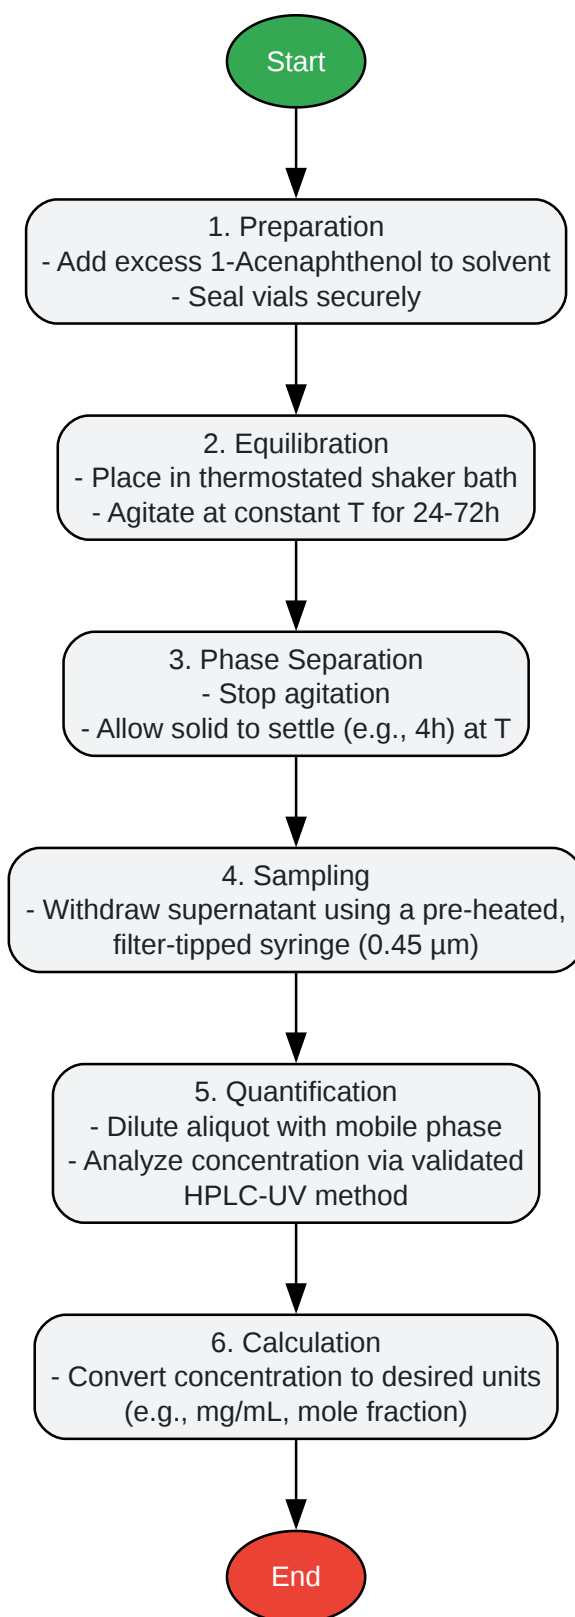 Start
1. Preparation
- Add excess 1-Acenaphthenol to solvent
- Seal vials securely
2. Equilibration
- Place in thermostated shaker bath
- Agitate at constant T for 24-72h
3. Phase Separation
- Stop agitation
- Allow solid to settle (e.g., 4h) at T
4. Sampling
- Withdraw supernatant using a pre-heated,
filter-tipped syringe (0.45 µm)
5. Quantification
- Dilute aliquot with mobile phase
- Analyze concentration via validated
HPLC-UV method
6. Calculation
- Convert concentration to desired units
(e.g., mg/mL, mole fraction)
End